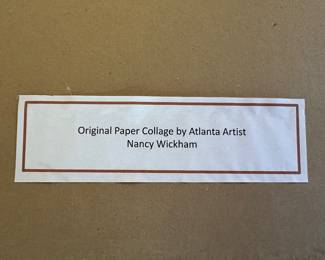 Original Paper Collage by Atlanta Artist
Nancy Wickham